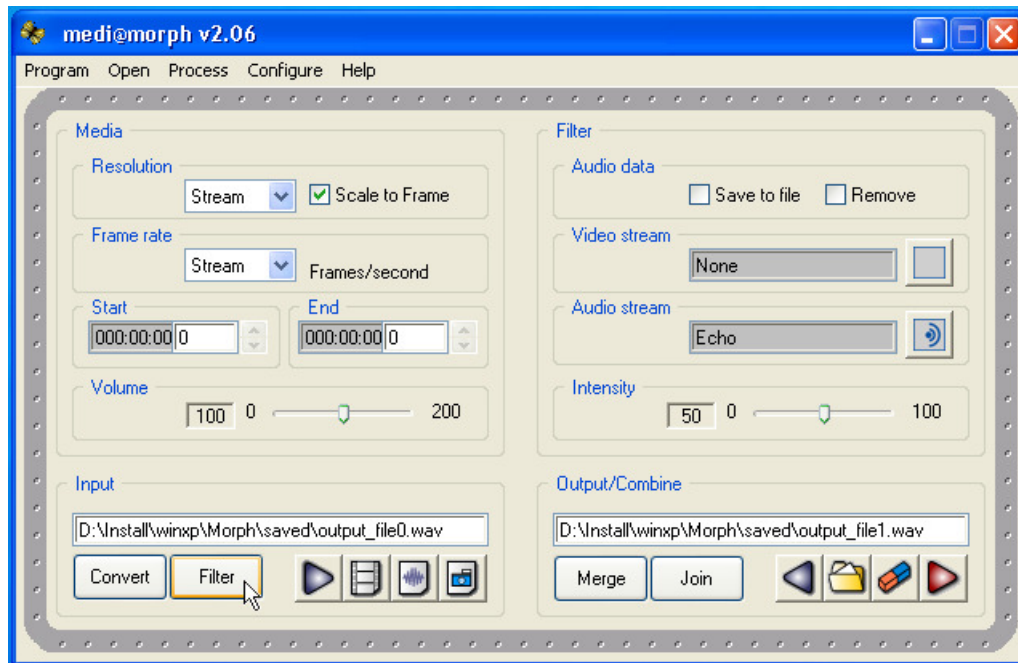 medi@morph v2.06
Program Open Process Configure Help
Media
Resolution
Stream Scale to Frame
Frame rate
Stream Frames/second
Start End
000:00:00 0 000:00:00 0
Volume
100 0 200
Filter
Audio data
Save to file Remove
Video stream
None
Audio stream
Echo
Intensity
50 0 100
Input
D:\Install\winxp\Morph\saved\output_file0.wav
Convert Filter
Output/Combine
D:\Install\winxp\Morph\saved\output_file1.wav
Merge Join